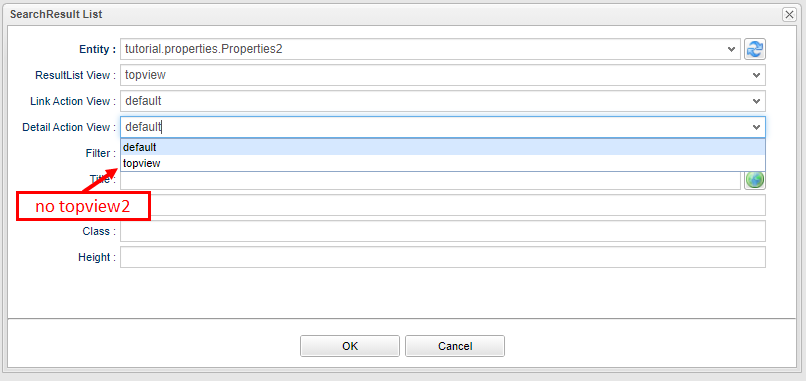 SearchResult List
Entity : tutorial.properties.Properties2
ResultList View : topview
Link Action View : default
Detail Action View : default
default
Filter :
topview
Title :
no topview2
Class :
Height :
OK Cancel